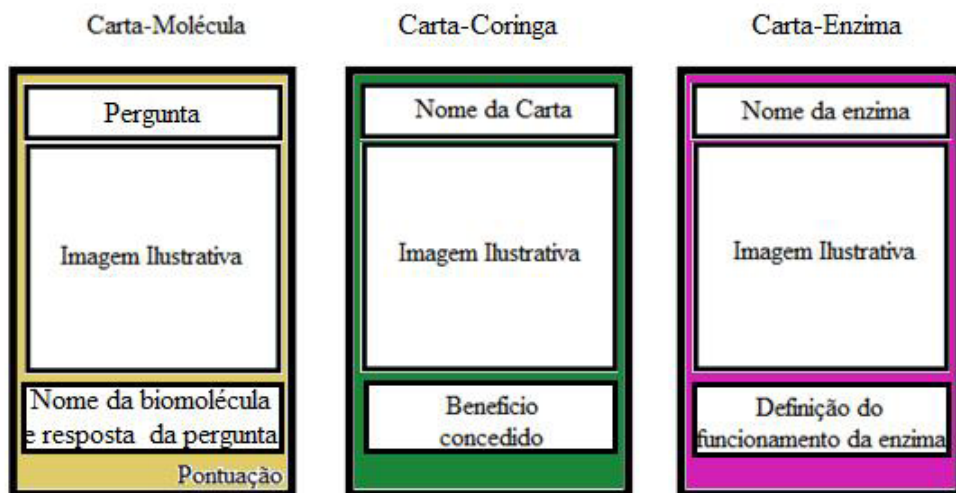 Carta-Molécula
Pergunta
Imagem Ilustrativa
Nome da biomolécula
e resposta da pergunta
Pontuação
Carta-Coringa
Nome da Carta
Imagem Ilustrativa
Beneficio
concedido
Carta-Enzima
Nome da enzima
Imagem Ilustrativa
Definição do
funcionamento da enzima